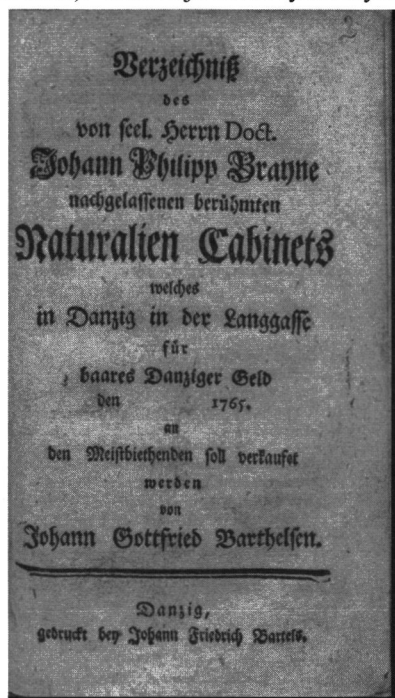 2
Verzeichniß
des
von seel. Herrn Doct.
Johann Philipp Brayne
nachgelassenen berühmten
Naturalien Cabinets
welches
in Danzig in der Langgasse
für
baares Danziger Geld
den 1765.
an
den Meistbiethenden soll verkaufet
werden
von
Johann Gottfried Barthelsen.
Danzig,
gedruckt bey Johann Friedrich Bartels.